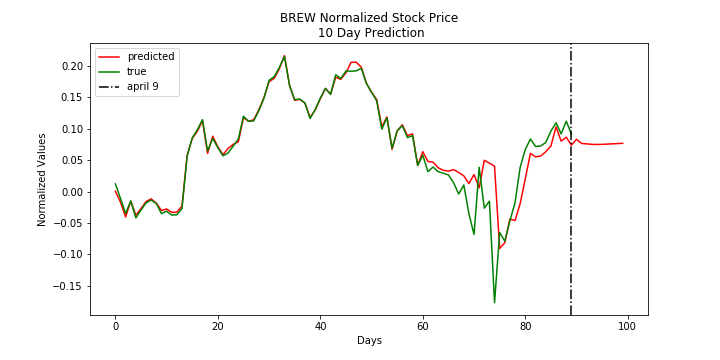 BREW Normalized Stock Price
10 Day Prediction
predicted
true
april 9
Normalized Values
0.20
0.15
0.10
0.05
0.00
−0.05
−0.10
−0.15
0
20
40
60
80
100
Days